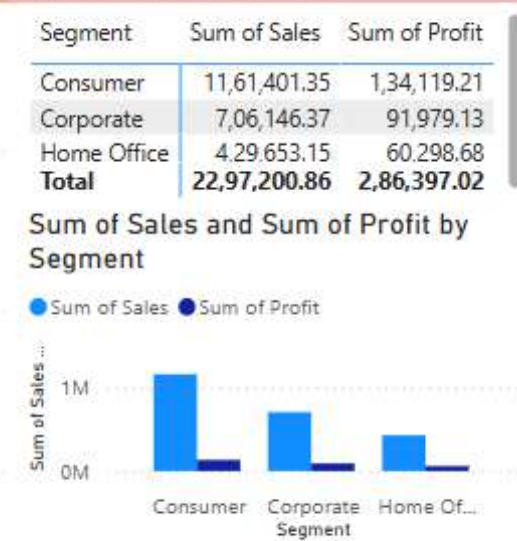 Segment Sum of Sales Sum of Profit
Consumer 11,61,401.35 1,34,119.21
Corporate 7,06,146.37 91,979.13
Home Office 4,29,653.15 60,298.68
Total 22,97,200.86 2,86,397.02
Sum of Sales and Sum of Profit by
Segment
Sum of Sales Sum of Profit
Sum of Sales ...
1M
0M
Consumer Corporate Home Of...
Segment